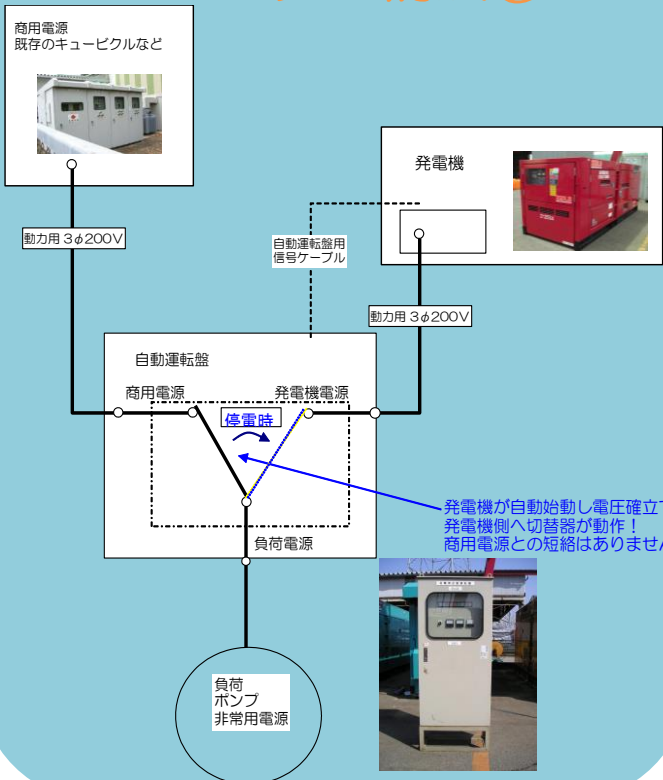 商用電源
既存のキュービクルなど
発電機
動力用 3φ200V
自動運転盤用
信号ケーブル
動力用 3φ200V
自動運転盤
商用電源
発電機電源
停電時
発電機が自動始動し電圧確立
発電機側へ切替器が動作!
商用電源との短絡はありません
負荷電源
負荷
ポンプ
非常用電源